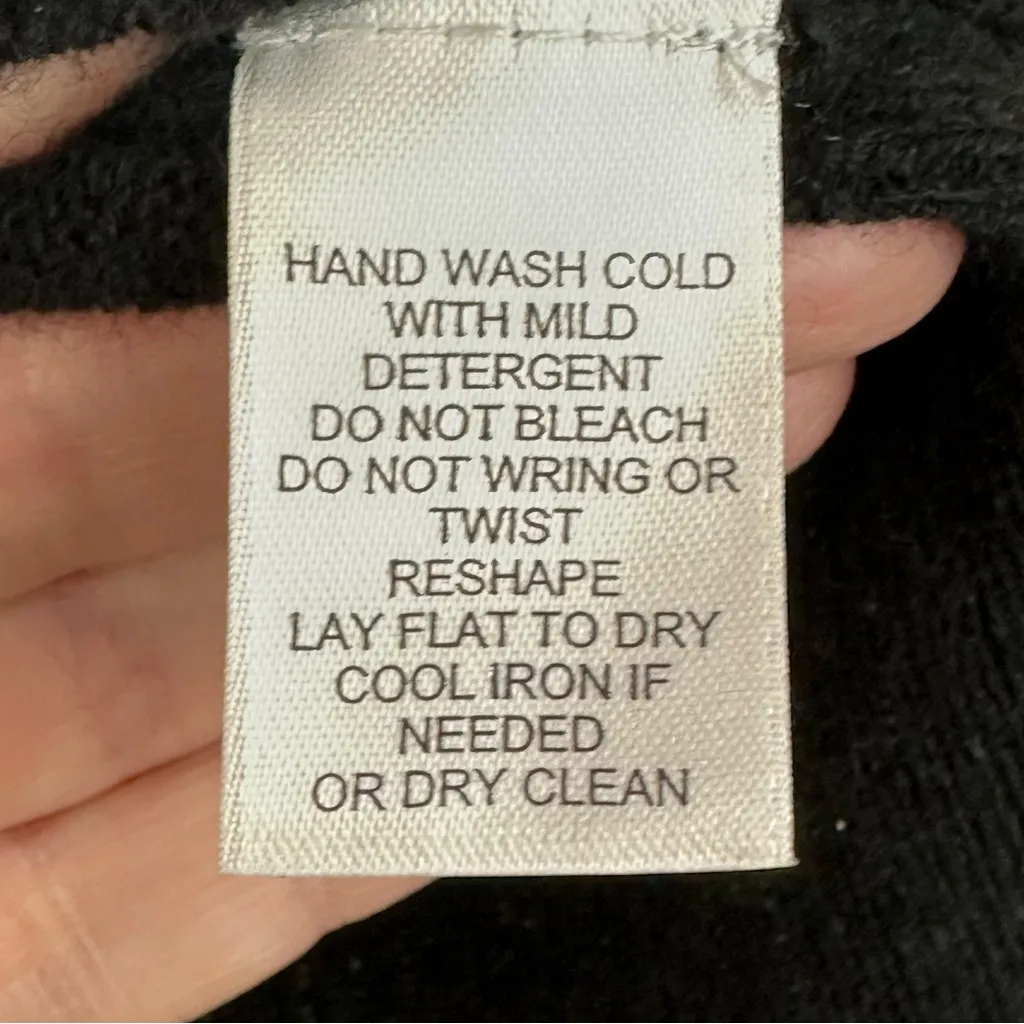 HAND WASH COLD
WITH MILD
DETERGENT
DO NOT BLEACH
DO NOT WRING OR
TWIST
RESHAPE
LAY FLAT TO DRY
COOL IRON IF
NEEDED
OR DRY CLEAN